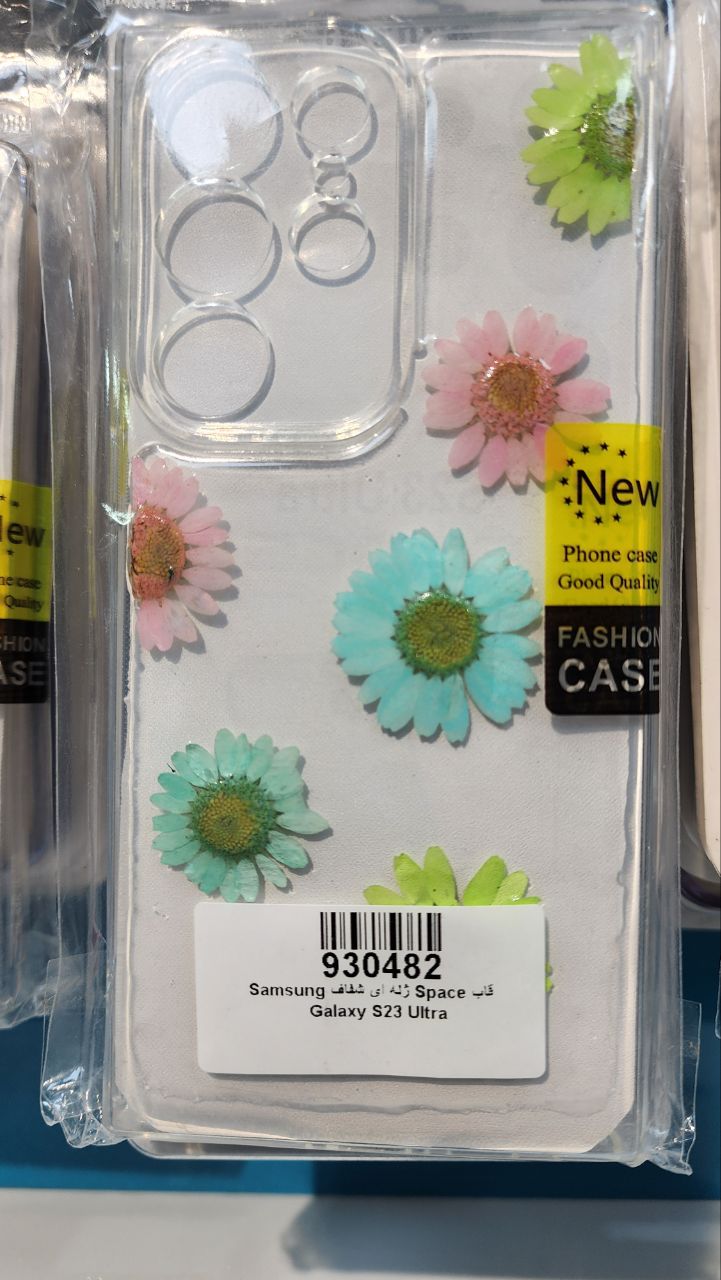 New
Phone case
Good Quality
FASHION
CASE
930482
قاب Space ژله ای شفاف Samsung
Galaxy S23 Ultra